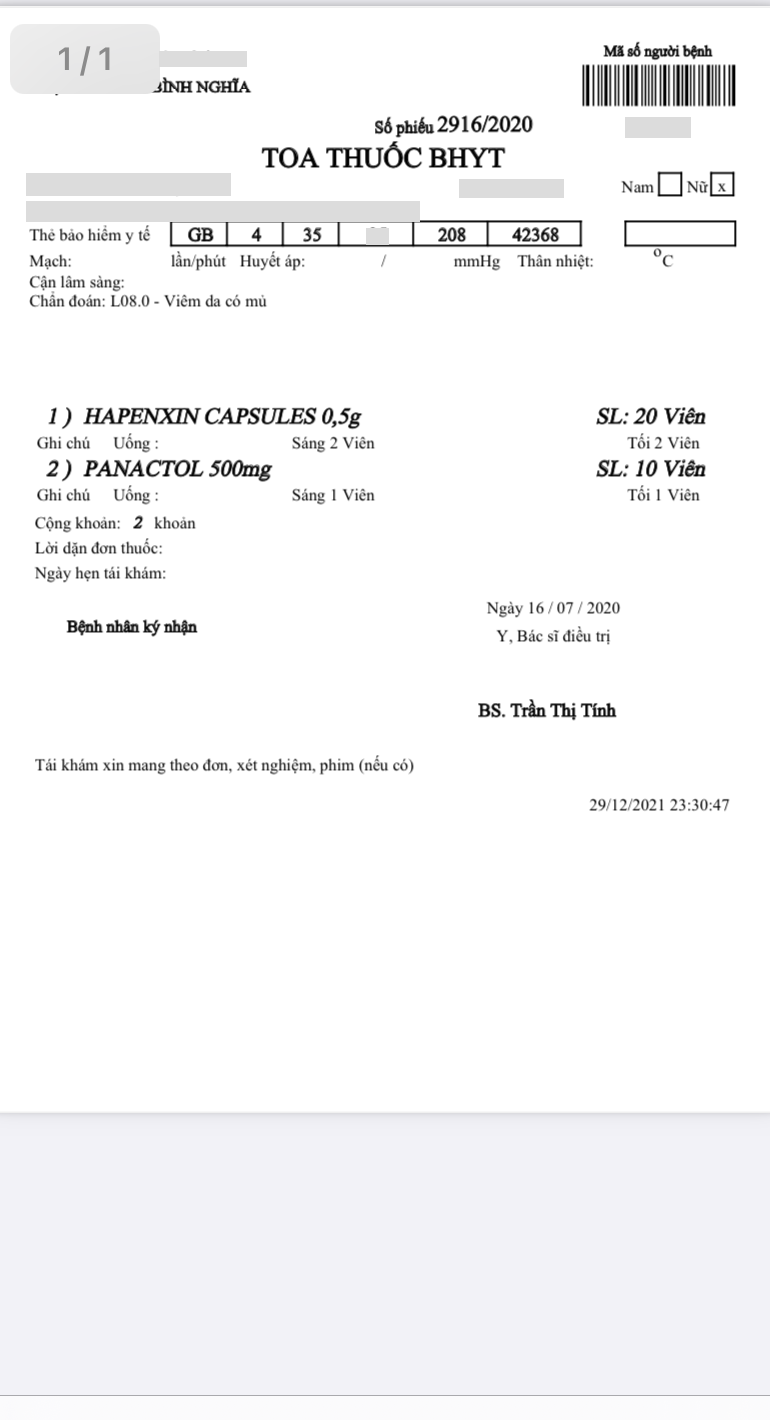 1/1
Mã số người bệnh
BÌNH NGHĨA
Số phiếu 2916/2020
TOA THUỐC BHYT
Nam Nữ x
Thẻ bảo hiểm y tế GB 4 35 208 42368
Mạch: lần/phút Huyết áp: / mmHg Thân nhiệt: °C
Cận lâm sàng:
Chẩn đoán: L08.0 - Viêm da có mủ
1 ) HAPENXIN CAPSULES 0,5g SL: 20 Viên
Ghi chú Uống : Sáng 2 Viên Tối 2 Viên
2 ) PANACTOL 500mg SL: 10 Viên
Ghi chú Uống : Sáng 1 Viên Tối 1 Viên
Cộng khoản: 2 khoản
Lời dặn đơn thuốc:
Ngày hẹn tái khám:
Ngày 16 / 07 / 2020
Bệnh nhân ký nhận
Y, Bác sĩ điều trị
BS. Trần Thị Tính
Tái khám xin mang theo đơn, xét nghiệm, phim (nếu có)
29/12/2021 23:30:47